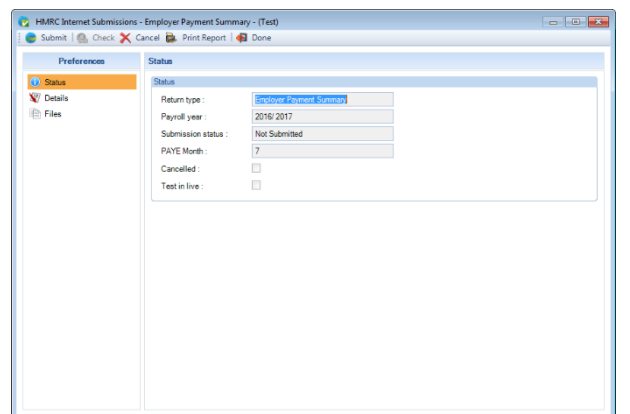 HMRC Internet Submissions - Employer Payment Summary - (Test)
Submit Check Cancel Print Report Done
Preferences
Status
Details
Files
Status
Status
Return type : Employer Payment Summary
Payroll year : 2016/ 2017
Submission status : Not Submitted
PAYE Month : 7
Cancelled :
Test in live :